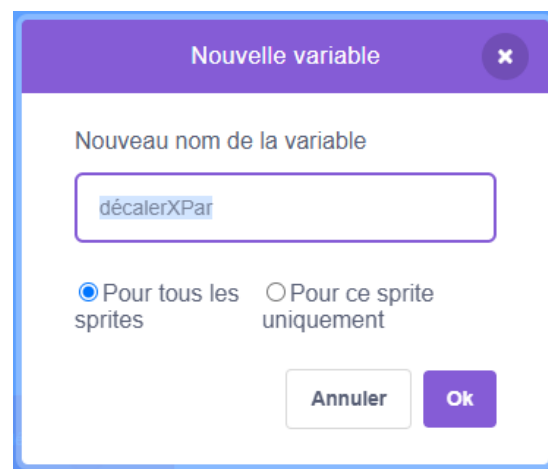 Nouvelle variable
Nouveau nom de la variable
décalerXPar
Pour tous les sprites
Pour ce sprite uniquement
Annuler
Ok